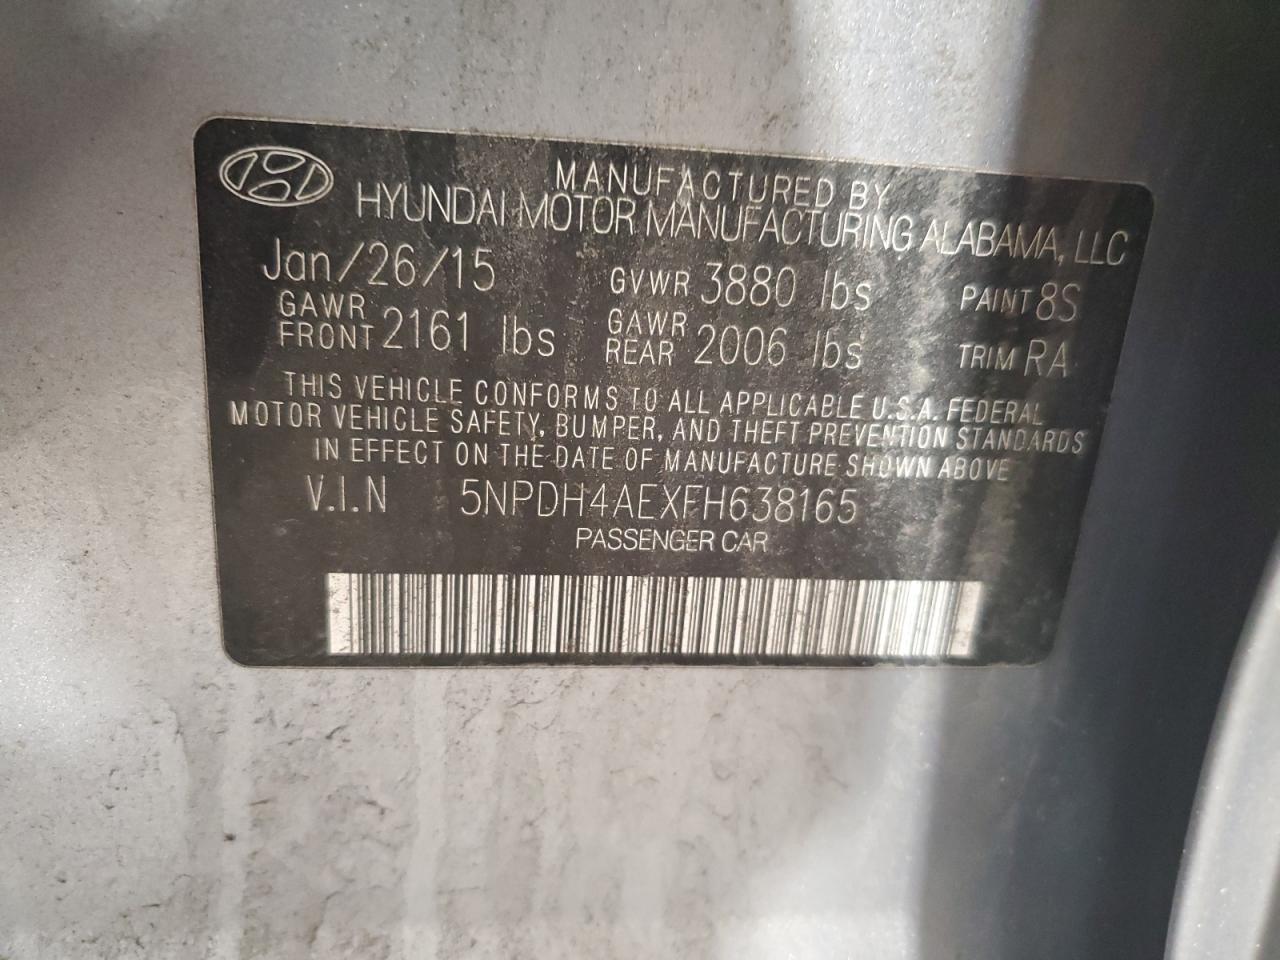 MANUFACTURED BY
HYUNDAI MOTOR MANUFACTURING ALABAMA, LLC
Jan/26/15 GVWR 3880 lbs PAINT 8S
GAWR FRONT 2161 lbs GAWR REAR 2006 lbs TRIM RA
THIS VEHICLE CONFORMS TO ALL APPLICABLE U.S.A. FEDERAL
MOTOR VEHICLE SAFETY, BUMPER, AND THEFT PREVENTION STANDARDS
IN EFFECT ON THE DATE OF MANUFACTURE SHOWN ABOVE
V.I.N 5NPDH4AEXFH638165
PASSENGER CAR